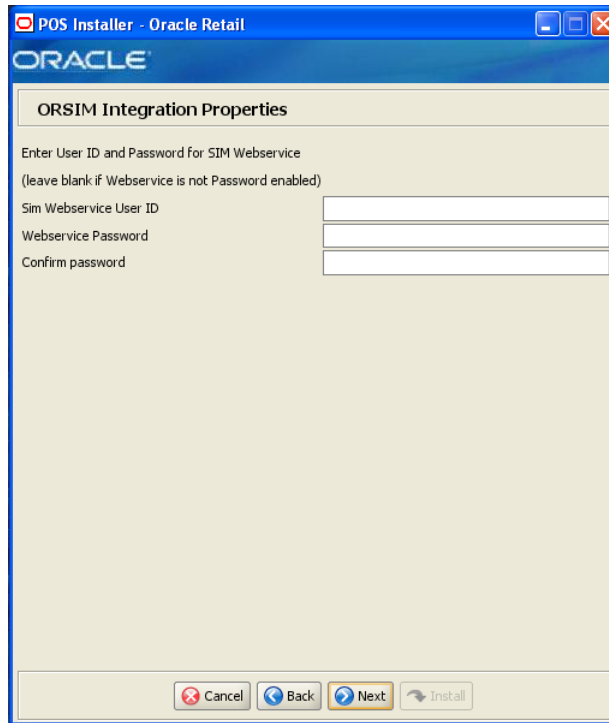 POS Installer - Oracle Retail
ORACLE
ORSIM Integration Properties
Enter User ID and Password for SIM Webservice
(leave blank if Webservice is not Password enabled)
Sim Webservice User ID
Webservice Password
Confirm password
Cancel Back Next Install